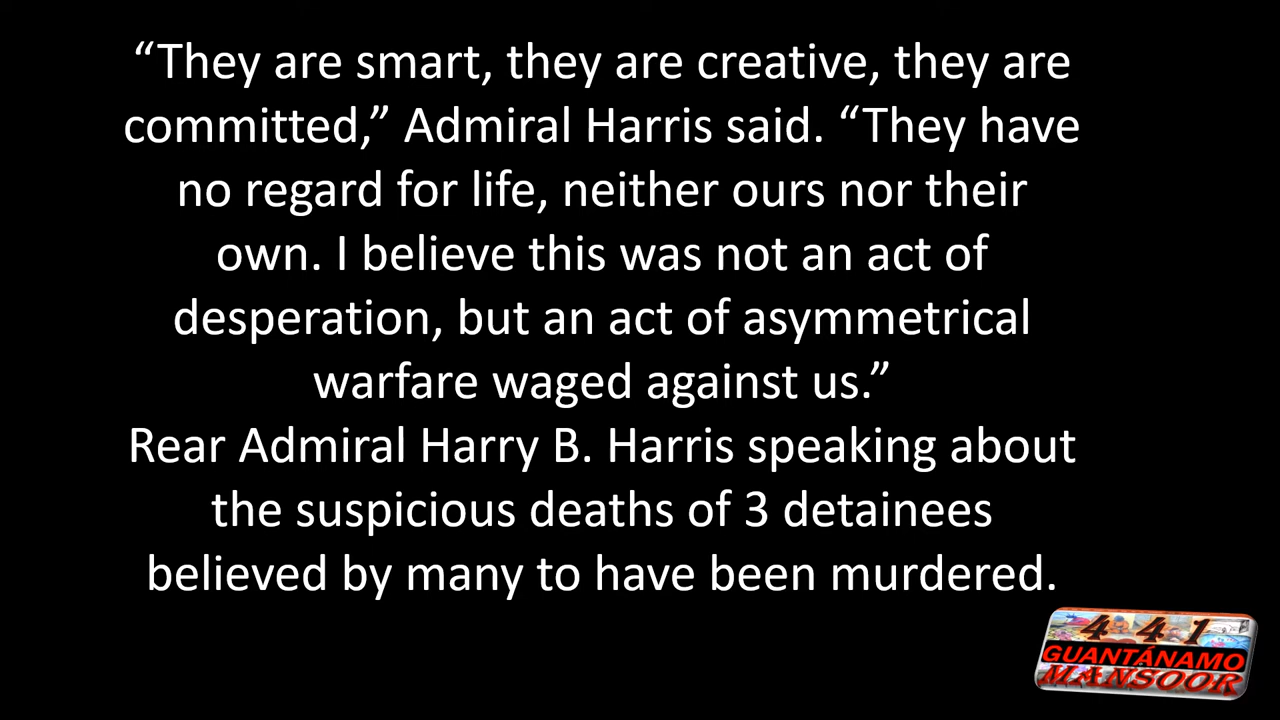 “They are smart, they are creative, they are
committed,” Admiral Harris said. “They have
no regard for life, neither ours nor their
own. I believe this was not an act of
desperation, but an act of asymmetrical
warfare waged against us.”
Rear Admiral Harry B. Harris speaking about
the suspicious deaths of 3 detainees
believed by many to have been murdered.
4 4 1
GUANTÁNAMO
MANSOOR